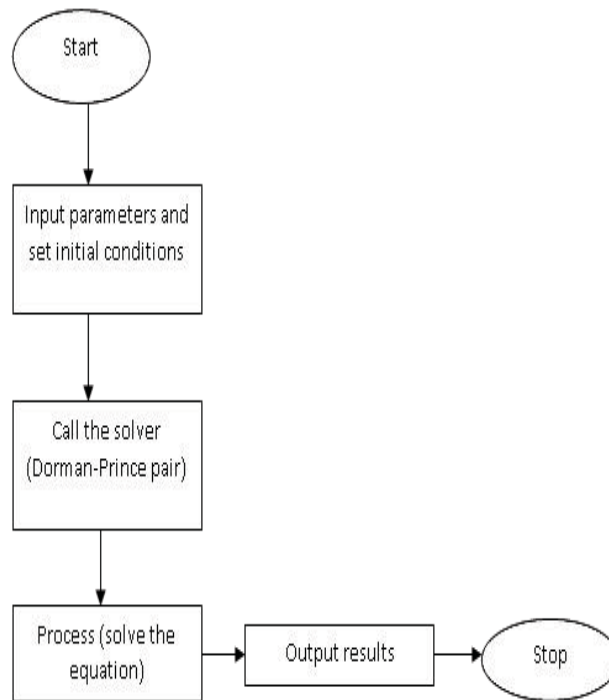 Start
Input parameters and
set initial conditions
Call the solver
(Dorman-Prince pair)
Process (solve the
equation)
Output results
Stop